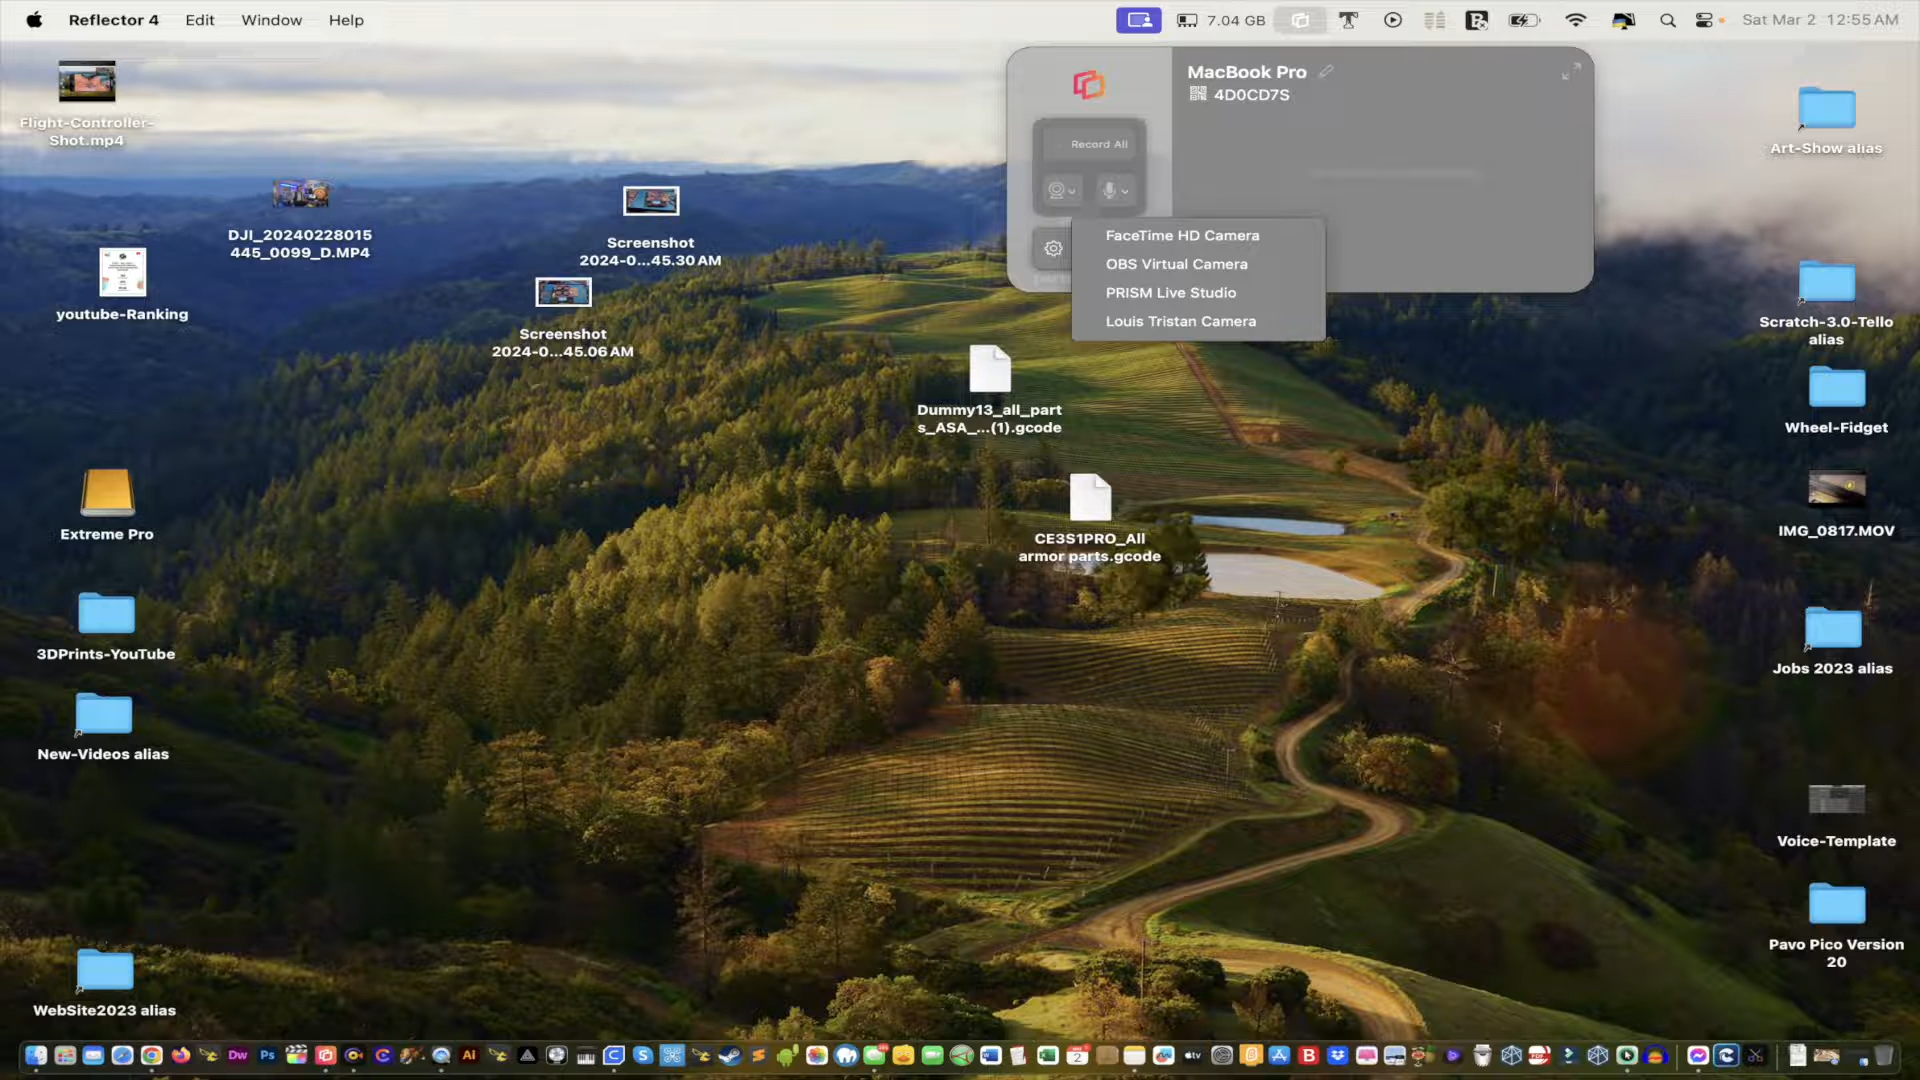 Reflector 4 Edit Window Help
7.04 GB
Sat Mar 2 12:55 AM
MacBook Pro
4D0CD7S
Record All
FaceTime HD Camera
OBS Virtual Camera
PRISM Live Studio
Louis Tristan Camera
Flight-Controller-
Shot.mp4
DJI_20240228015
445_0099_D.MP4
Screenshot
2024-0...45.30 AM
youtube-Ranking
Screenshot
2024-0...45.06 AM
Dummy13_all_part
s_ASA_...(1).gcode
CE3S1PRO_All
armor parts.gcode
Extreme Pro
3DPrints-YouTube
New-Videos alias
WebSite2023 alias
Art-Show alias
Scratch-3.0-Tello
alias
Wheel-Fidget
IMG_0817.MOV
Jobs 2023 alias
Voice-Template
Pavo Pico Version
20
Dw
Ps
Ai
tv